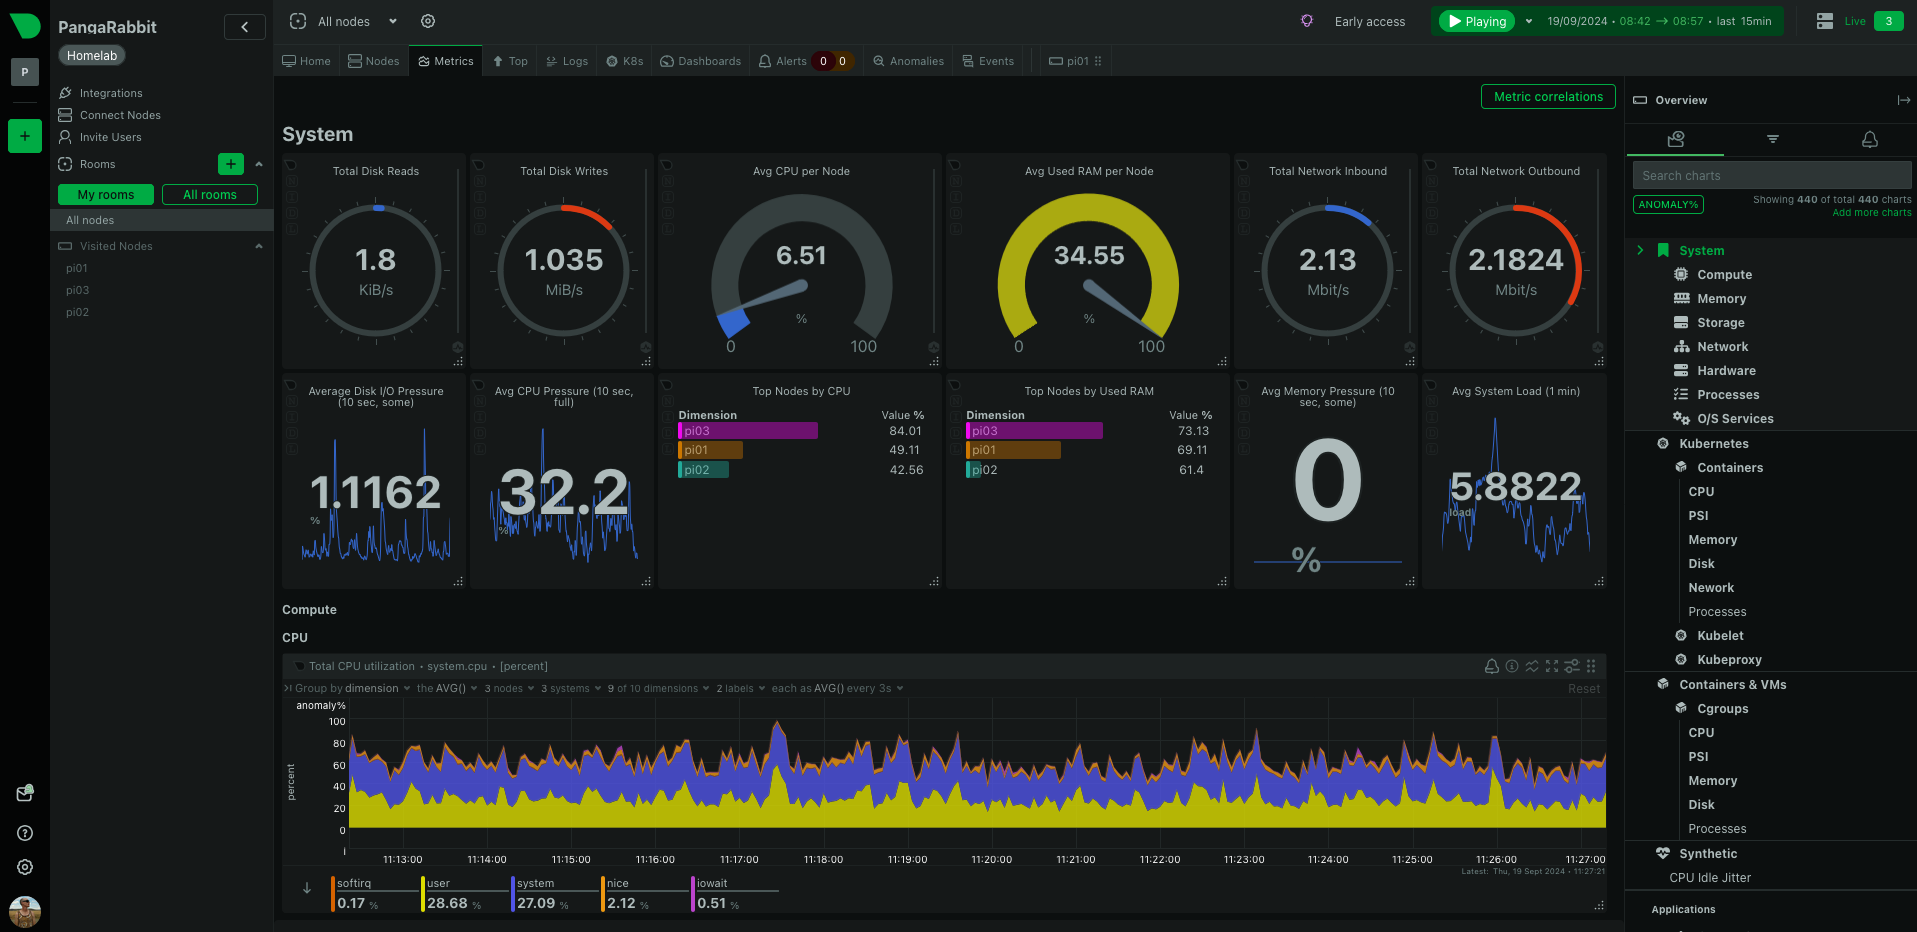 PangaRabbit
Homelab
P
Integrations
Connect Nodes
Invite Users
Rooms
My rooms
All rooms
All nodes
Visited Nodes
pi01
pi03
pi02
All nodes
Early access
Playing
19/09/2024 • 08:42 → 08:57 • last 15min
Live
3
Home
Nodes
Metrics
Top
Logs
K8s
Dashboards
Alerts
0
0
Anomalies
Events
pi01
Metric correlations
System
Total Disk Reads
1.8
KiB/s
Total Disk Writes
1.035
MiB/s
Avg CPU per Node
6.51
%
0
100
Avg Used RAM per Node
34.55
%
0
100
Total Network Inbound
2.13
Mbit/s
Total Network Outbound
2.1824
Mbit/s
Average Disk I/O Pressure
(10 sec, some)
1.1162
%
Avg CPU Pressure (10 sec,
full)
32.2
%
Top Nodes by CPU
Dimension Value %
pi03 84.01
pi01 49.11
pi02 42.56
Top Nodes by Used RAM
Dimension Value %
pi03 73.13
pi01 69.11
pi02 61.4
Avg Memory Pressure (10
sec, some)
0
%
Avg System Load (1 min)
5.8822
load
Compute
CPU
Total CPU utilization • system.cpu • [percent]
Group by dimension the AVG() 3 nodes 3 systems 9 of 10 dimensions 2 labels each as AVG() every 3s
Reset
anomaly%
100
80
60
40
20
0
percent
11:13:00 11:14:00 11:15:00 11:16:00 11:17:00 11:18:00 11:19:00 11:20:00 11:21:00 11:22:00 11:23:00 11:24:00 11:25:00 11:26:00 11:27:00
Latest: Thu, 19 Sept 2024 • 11:27:21
softirq
0.17 %
user
28.68 %
system
27.09 %
nice
2.12 %
iowait
0.51 %
Overview
Search charts
ANOMALY%
Showing 440 of total 440 charts
Add more charts
System
Compute
Memory
Storage
Network
Hardware
Processes
O/S Services
Kubernetes
Containers
CPU
PSI
Memory
Disk
Nework
Processes
Kubelet
Kubeproxy
Containers & VMs
Cgroups
CPU
PSI
Memory
Disk
Processes
Synthetic
CPU Idle Jitter
Applications